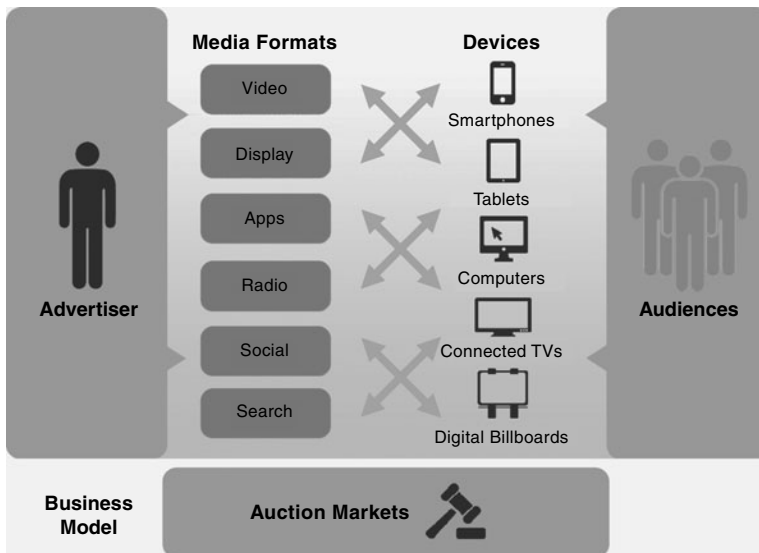 Media Formats
Devices
Video
Display
Apps
Radio
Social
Search
Smartphones
Tablets
Computers
Connected TVs
Digital Billboards
Advertiser
Audiences
Business
Model
Auction Markets